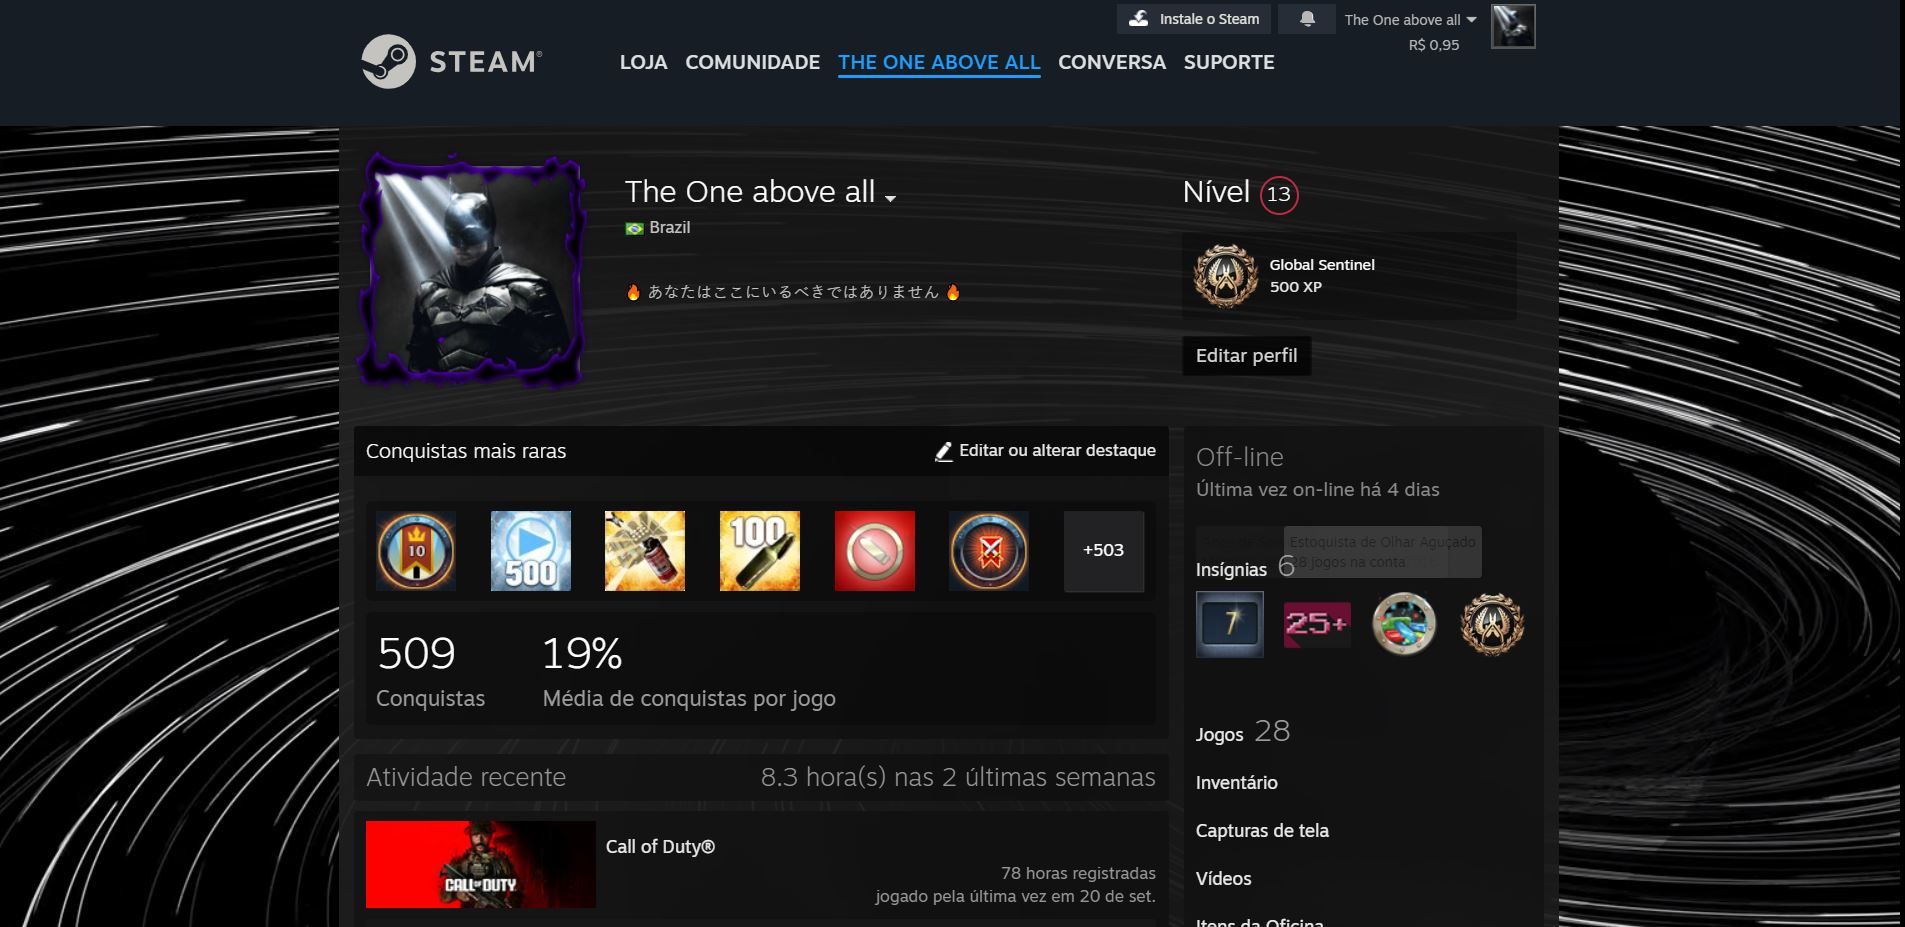 Instale o Steam
The One above all
R$ 0,95
STEAM®
LOJA COMUNIDADE THE ONE ABOVE ALL CONVERSA SUPORTE
The One above all
Brazil
🔥 あなたはここにいるべきではありません 🔥
Nível 13
Global Sentinel
500 XP
Editar perfil
Conquistas mais raras
Editar ou alterar destaque
10
500
100
+503
509
Conquistas
19%
Média de conquistas por jogo
Atividade recente
8.3 hora(s) nas 2 últimas semanas
CALL OF DUTY
Call of Duty®
78 horas registradas
jogado pela última vez em 20 de set.
Off-line
Última vez on-line há 4 dias
Estoquista de Olhar Aguçado
28 jogos na conta
Insígnias 6
7
25+
Jogos 28
Inventário
Capturas de tela
Vídeos
Itens da Oficina